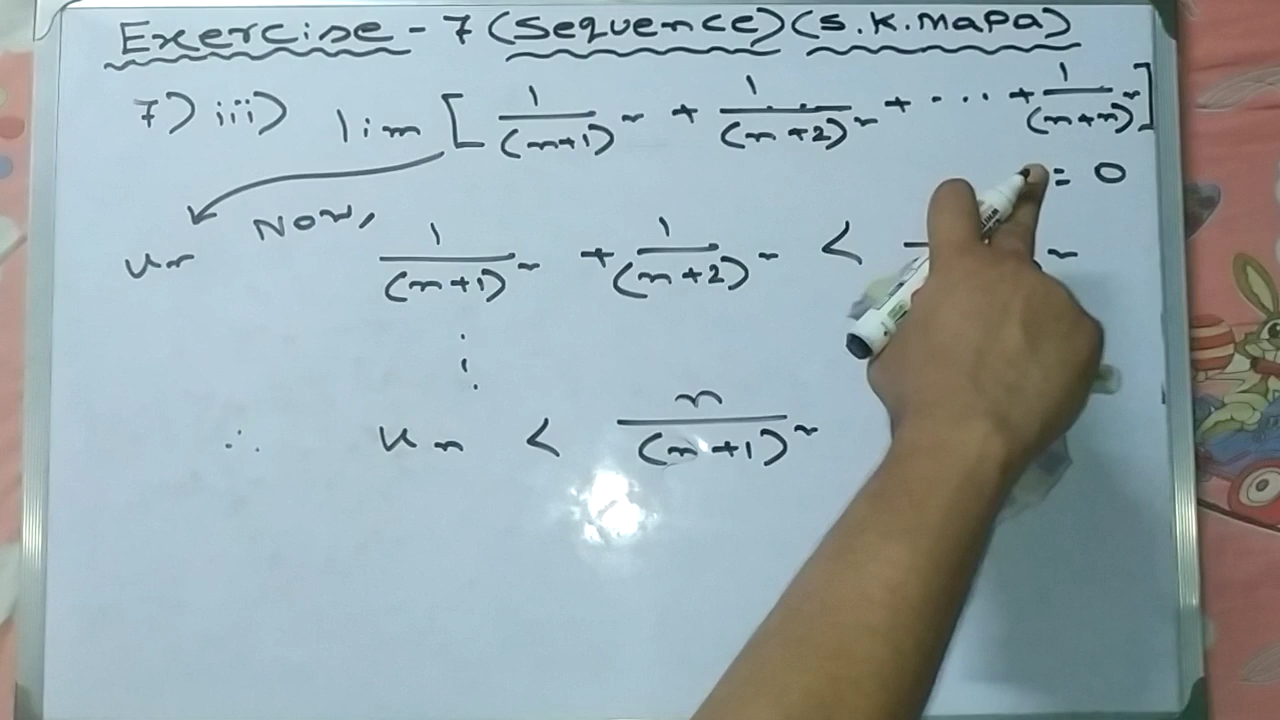 Exercise - 7 (Sequence) (S.K.Mapa)
7) iii) lim [ 1/(n+1)² + 1/(n+2)² + ... + 1/(n+n)² ]
= 0
Now,
un 1/(n+1)² + 1/(n+2)² <
⋮
∴ un < n/(n+1)²